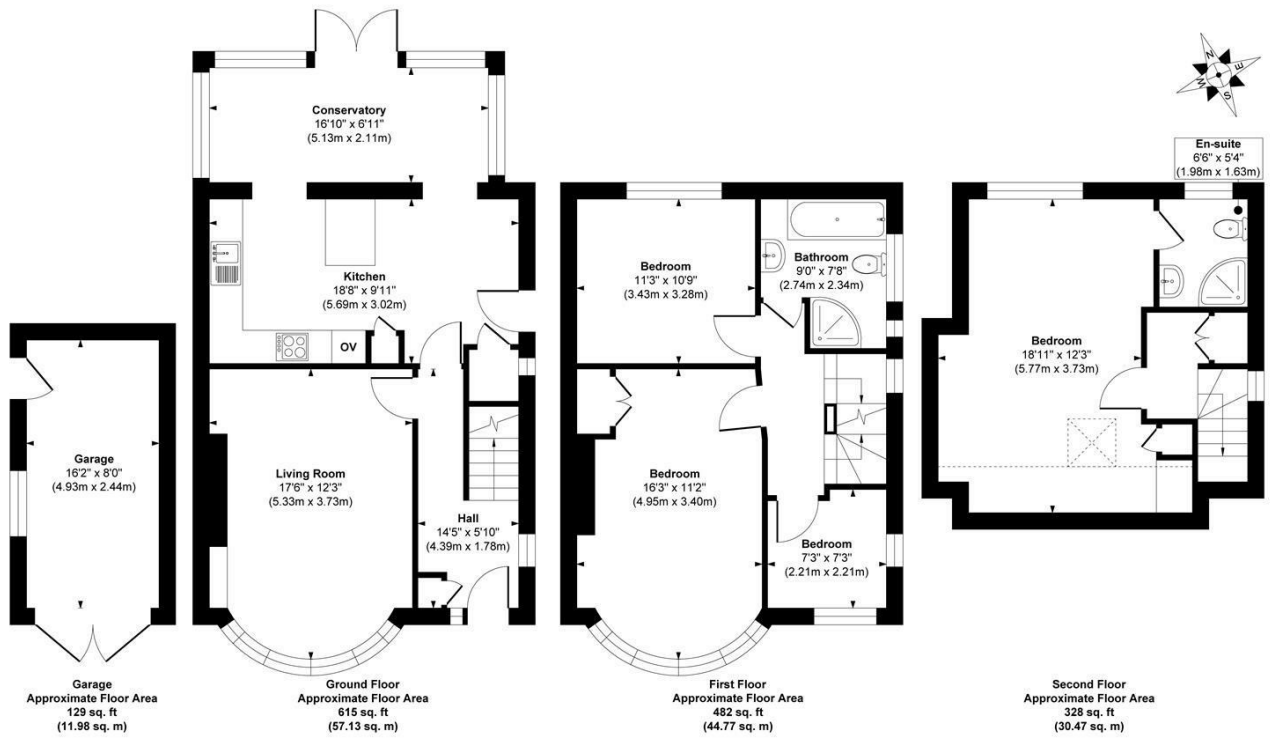 Conservatory
16'10" x 6'11"
(5.13m x 2.11m)
N
E
S
W
En-suite
6'6" x 5'4"
(1.98m x 1.63m)
Kitchen
18'8" x 9'11"
(5.69m x 3.02m)
OV
Bedroom
11'3" x 10'9"
(3.43m x 3.28m)
Bathroom
9'0" x 7'8"
(2.74m x 2.34m)
Bedroom
18'11" x 12'3"
(5.77m x 3.73m)
Garage
16'2" x 8'0"
(4.93m x 2.44m)
Living Room
17'6" x 12'3"
(5.33m x 3.73m)
Hall
14'5" x 5'10"
(4.39m x 1.78m)
Bedroom
16'3" x 11'2"
(4.95m x 3.40m)
Bedroom
7'3" x 7'3"
(2.21m x 2.21m)
Garage
Approximate Floor Area
129 sq. ft
(11.98 sq. m)
Ground Floor
Approximate Floor Area
615 sq. ft
(57.13 sq. m)
First Floor
Approximate Floor Area
482 sq. ft
(44.77 sq. m)
Second Floor
Approximate Floor Area
328 sq. ft
(30.47 sq. m)